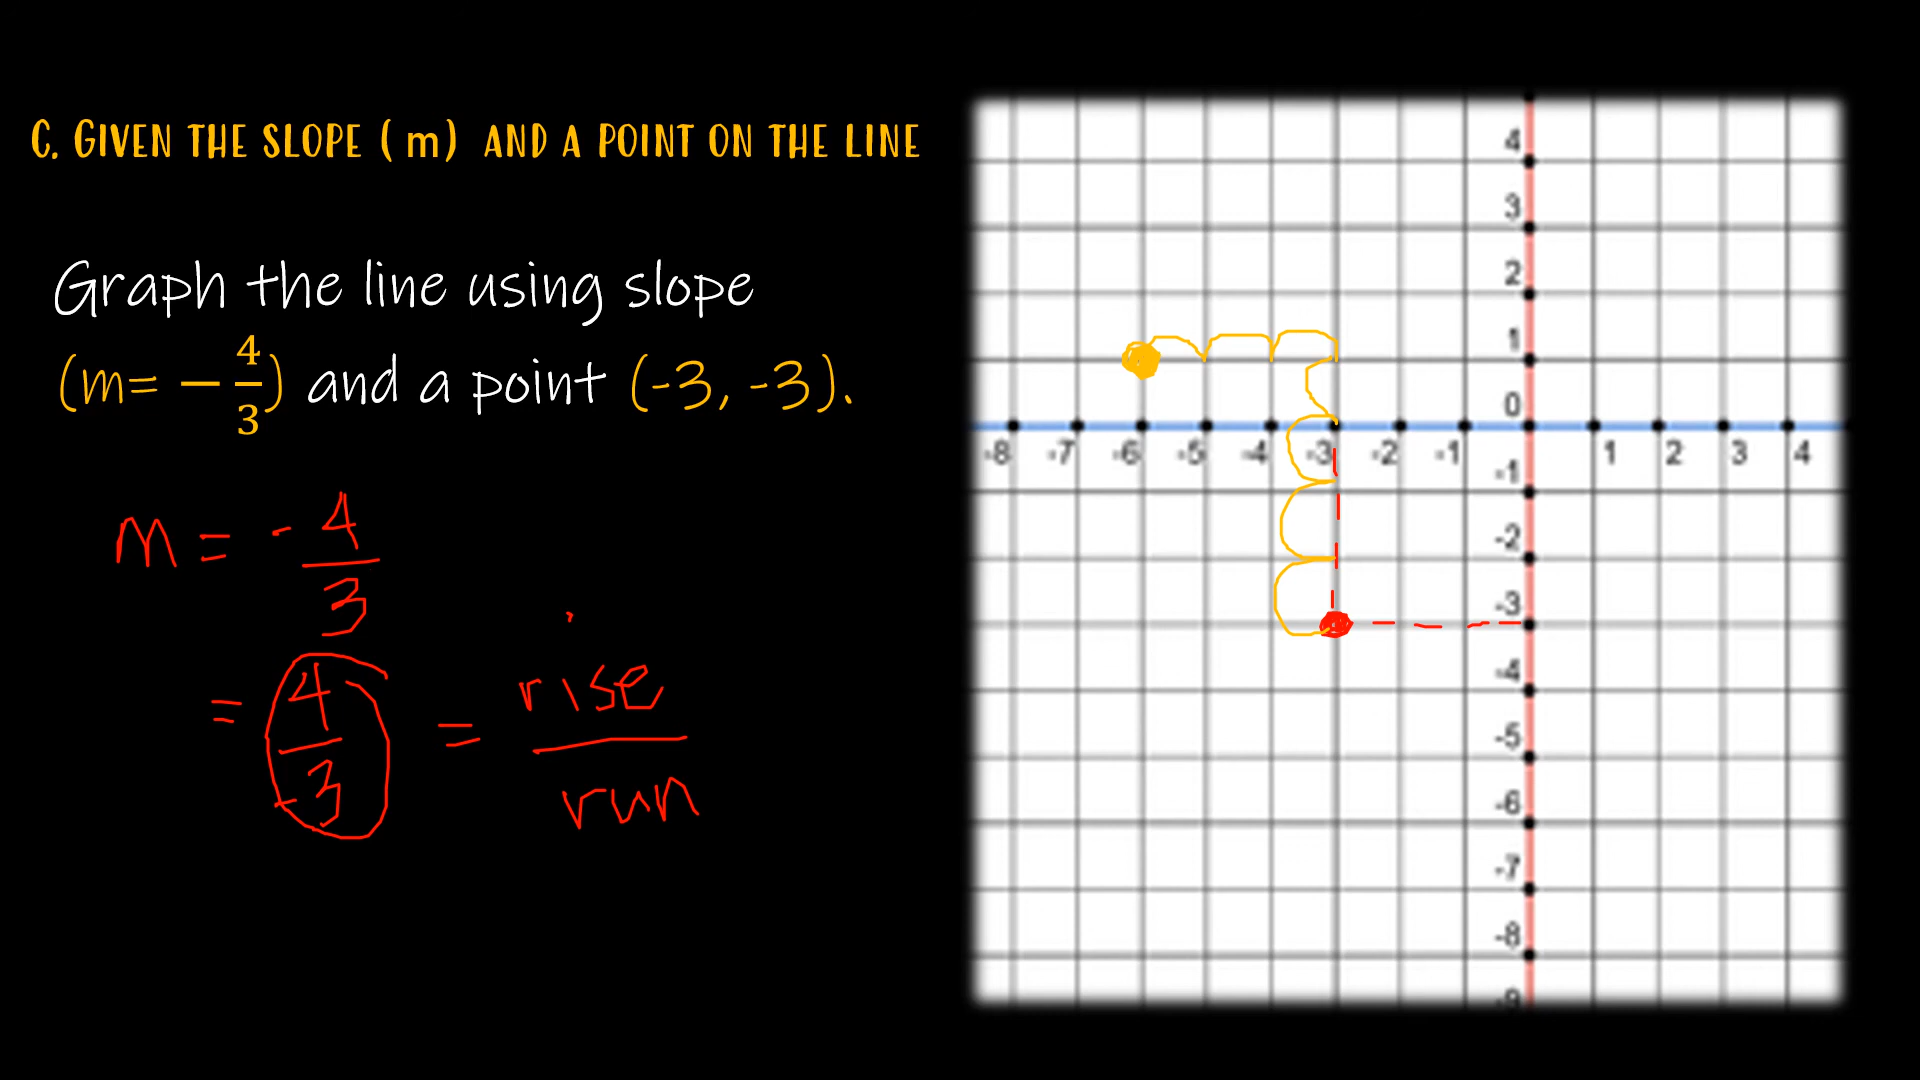 C. GIVEN THE SLOPE ( m) AND A POINT ON THE LINE
Graph the line using slope
(m= − 4/3) and a point (-3, -3).
m = - 4/3
= 4/-3 = rise/run
4
3
2
1
0
-8 -7 -6 -5 -4 -3 -2 -1 1 2 3 4
-1
-2
-3
-4
-5
-6
-7
-8
-9